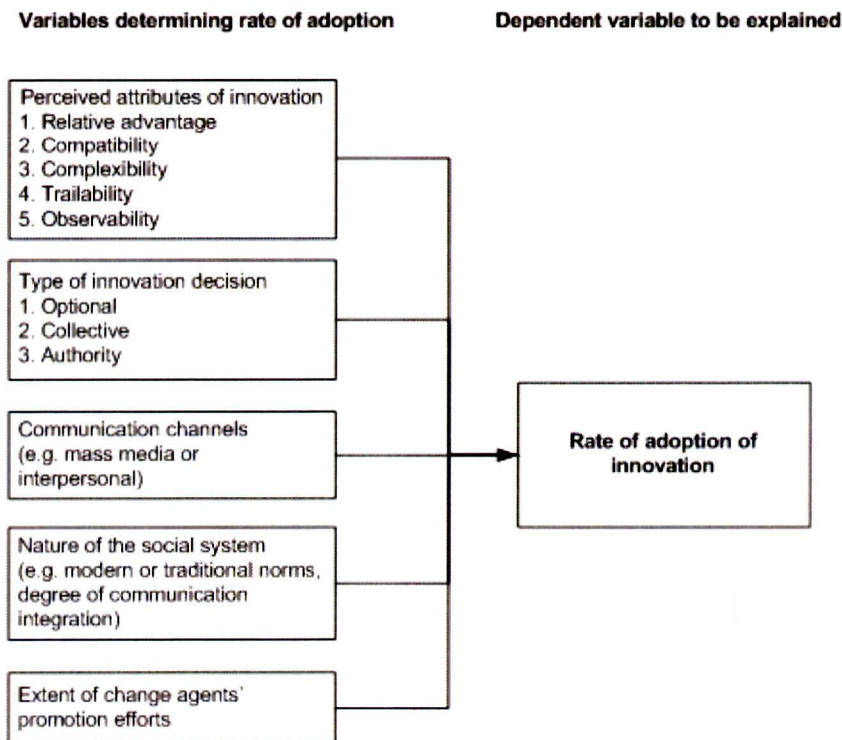 Variables determining rate of adoption
Dependent variable to be explained
Perceived attributes of innovation
1. Relative advantage
2. Compatibility
3. Complexibility
4. Trailability
5. Observability
Type of innovation decision
1. Optional
2. Collective
3. Authority
Communication channels
(e.g. mass media or
interpersonal)
Nature of the social system
(e.g. modern or traditional norms,
degree of communication
integration)
Extent of change agents'
promotion efforts
Rate of adoption of
innovation